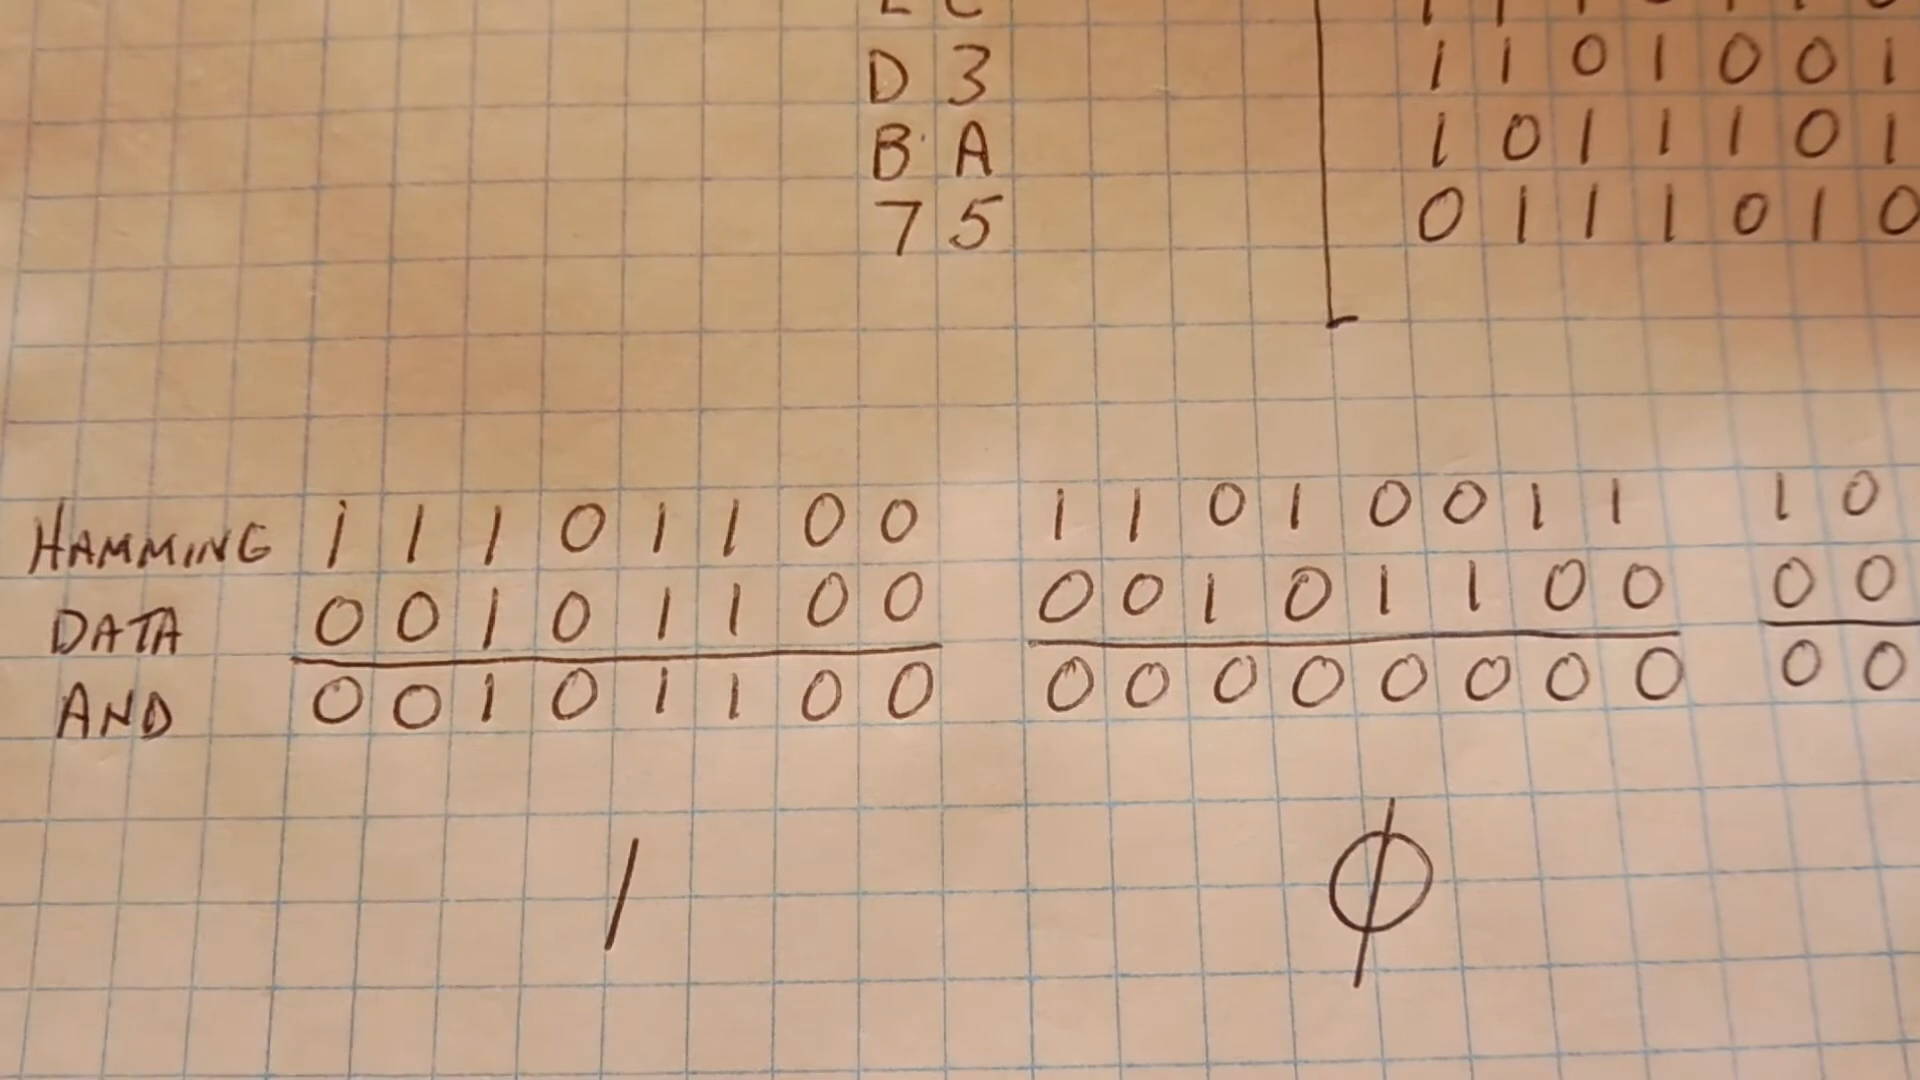 D 3 1 1 0 1 0 0 1
B A 1 0 1 1 1 0 1
7 5 0 1 1 1 0 1 0
HAMMING 1 1 1 0 1 1 0 0 1 1 0 1 0 0 1 1 1 0
DATA 0 0 1 0 1 1 0 0 0 0 1 0 1 1 0 0 0 0
AND 0 0 1 0 1 1 0 0 0 0 0 0 0 0 0 0 0 0
1 0